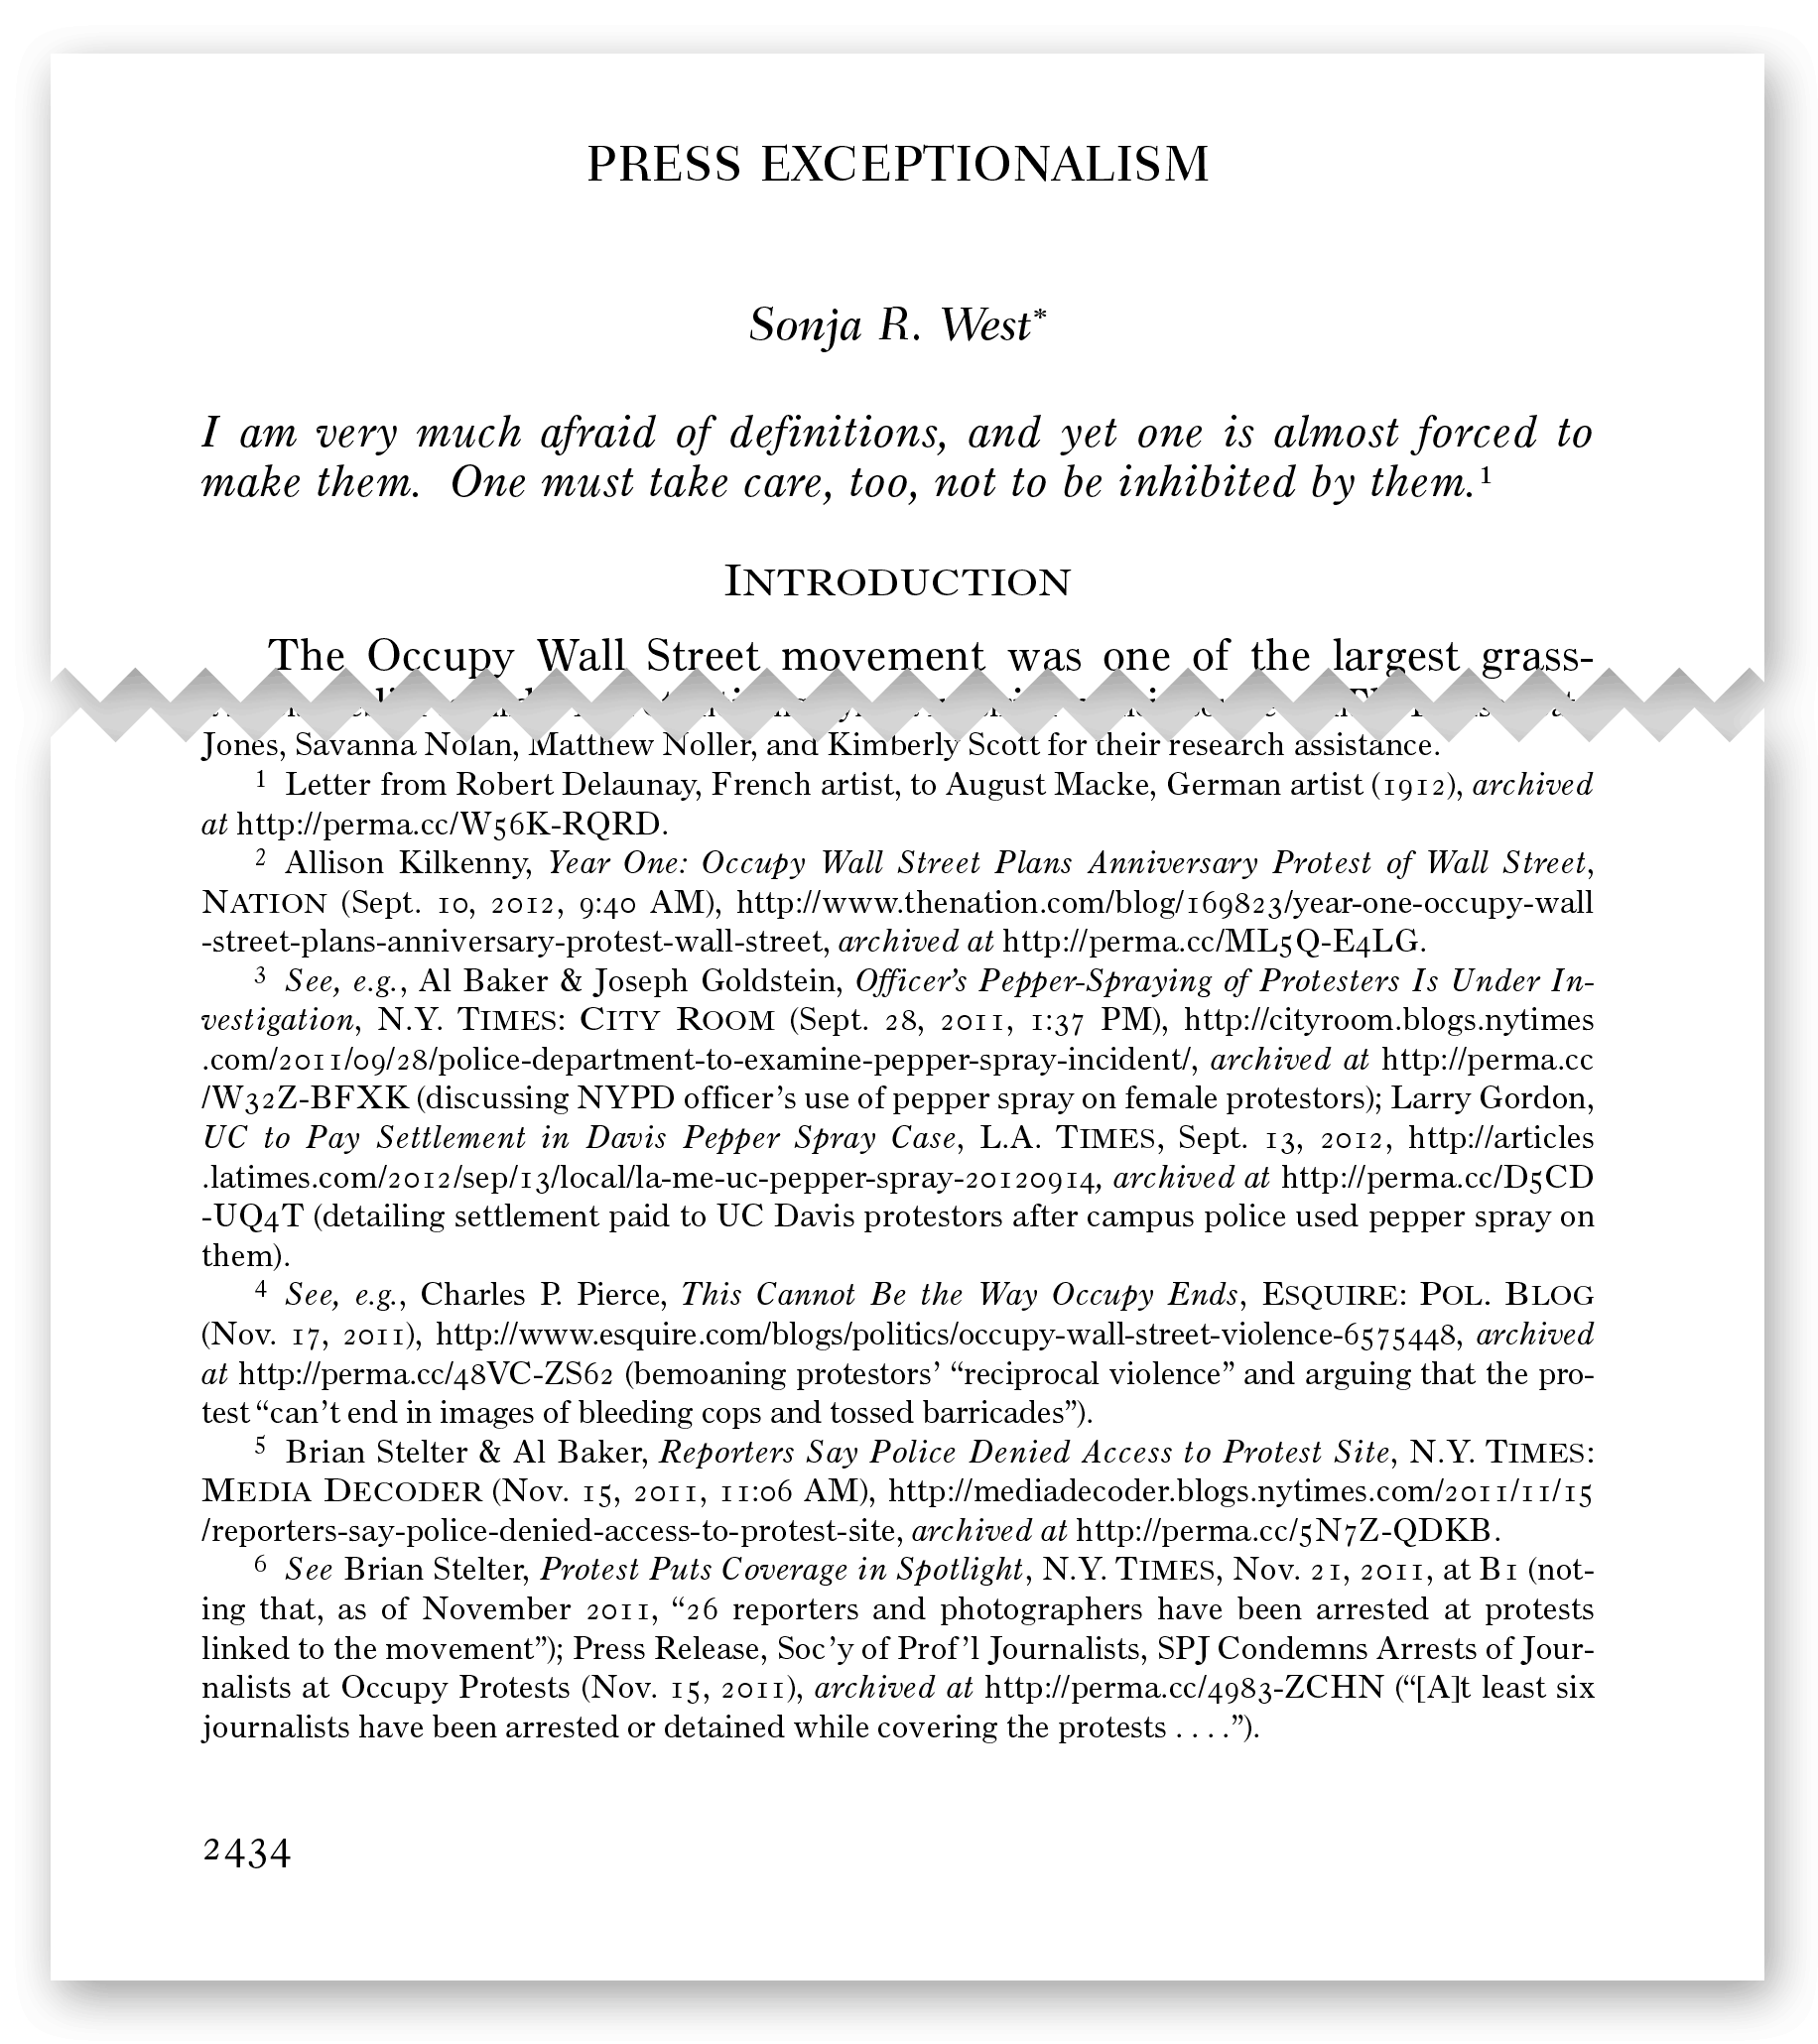 PRESS EXCEPTIONALISM
Sonja R. West*
I am very much afraid of definitions, and yet one is almost forced to
make them. One must take care, too, not to be inhibited by them.¹
INTRODUCTION
The Occupy Wall Street movement was one of the largest grass-
Jones, Savanna Nolan, Matthew Noller, and Kimberly Scott for their research assistance.
¹ Letter from Robert Delaunay, French artist, to August Macke, German artist (1912), archived
at http://perma.cc/W56K-RQRD.
² Allison Kilkenny, Year One: Occupy Wall Street Plans Anniversary Protest of Wall Street,
NATION (Sept. 10, 2012, 9:40 AM), http://www.thenation.com/blog/169823/year-one-occupy-wall
-street-plans-anniversary-protest-wall-street, archived at http://perma.cc/ML5Q-E4LG.
³ See, e.g., Al Baker & Joseph Goldstein, Officer’s Pepper-Spraying of Protesters Is Under In-
vestigation, N.Y. TIMES: CITY ROOM (Sept. 28, 2011, 1:37 PM), http://cityroom.blogs.nytimes
.com/2011/09/28/police-department-to-examine-pepper-spray-incident/, archived at http://perma.cc
/W32Z-BFXK (discussing NYPD officer’s use of pepper spray on female protestors); Larry Gordon,
UC to Pay Settlement in Davis Pepper Spray Case, L.A. TIMES, Sept. 13, 2012, http://articles
.latimes.com/2012/sep/13/local/la-me-uc-pepper-spray-20120914, archived at http://perma.cc/D5CD
-UQ4T (detailing settlement paid to UC Davis protestors after campus police used pepper spray on
them).
⁴ See, e.g., Charles P. Pierce, This Cannot Be the Way Occupy Ends, ESQUIRE: POL. BLOG
(Nov. 17, 2011), http://www.esquire.com/blogs/politics/occupy-wall-street-violence-6575448, archived
at http://perma.cc/48VC-ZS62 (bemoaning protestors’ “reciprocal violence” and arguing that the pro-
test “can’t end in images of bleeding cops and tossed barricades”).
⁵ Brian Stelter & Al Baker, Reporters Say Police Denied Access to Protest Site, N.Y. TIMES:
MEDIA DECODER (Nov. 15, 2011, 11:06 AM), http://mediadecoder.blogs.nytimes.com/2011/11/15
/reporters-say-police-denied-access-to-protest-site, archived at http://perma.cc/5N7Z-QDKB.
⁶ See Brian Stelter, Protest Puts Coverage in Spotlight, N.Y. TIMES, Nov. 21, 2011, at B1 (not-
ing that, as of November 2011, “26 reporters and photographers have been arrested at protests
linked to the movement”); Press Release, Soc’y of Prof’l Journalists, SPJ Condemns Arrests of Jour-
nalists at Occupy Protests (Nov. 15, 2011), archived at http://perma.cc/4983-ZCHN (“[A]t least six
journalists have been arrested or detained while covering the protests . . . .”).
2434